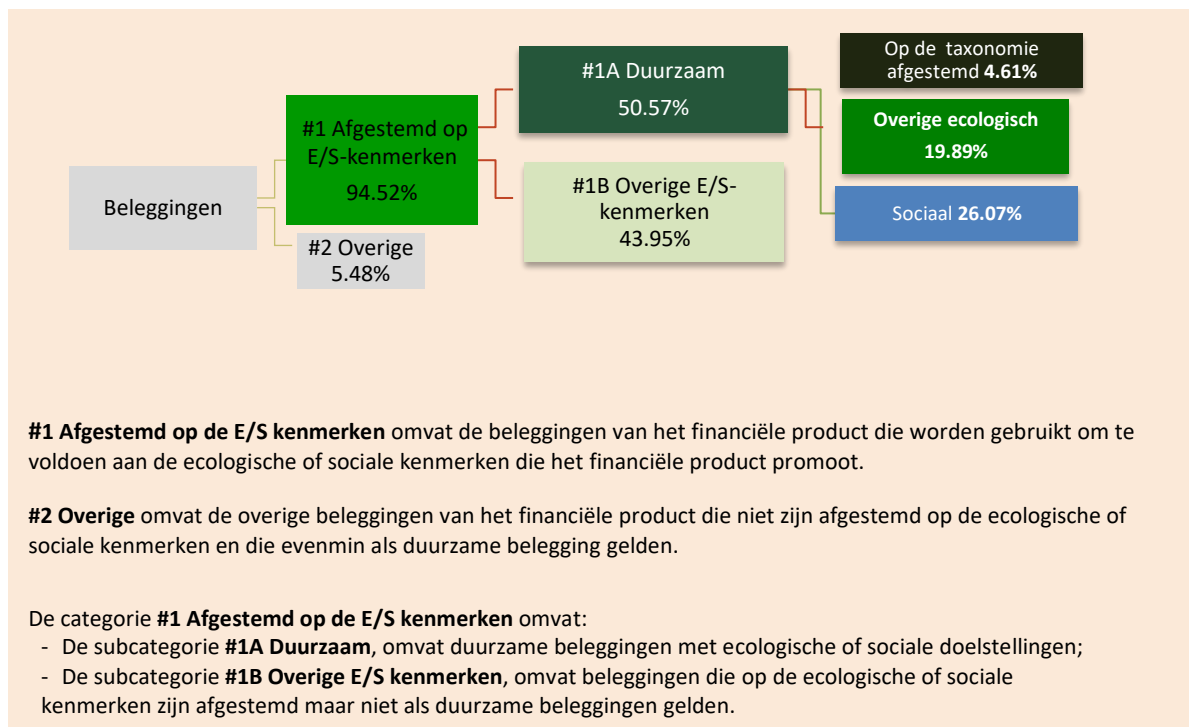 Beleggingen
#1 Afgestemd op
E/S-kenmerken
94.52%
#2 Overige
5.48%
#1A Duurzaam
50.57%
#1B Overige E/S-
kenmerken
43.95%
Op de taxonomie
afgestemd 4.61%
Overige ecologisch
19.89%
Sociaal 26.07%
#1 Afgestemd op de E/S kenmerken omvat de beleggingen van het financiële product die worden gebruikt om te
voldoen aan de ecologische of sociale kenmerken die het financiële product promoot.
#2 Overige omvat de overige beleggingen van het financiële product die niet zijn afgestemd op de ecologische of
sociale kenmerken en die evenmin als duurzame belegging gelden.
De categorie #1 Afgestemd op de E/S kenmerken omvat:
- De subcategorie #1A Duurzaam, omvat duurzame beleggingen met ecologische of sociale doelstellingen;
- De subcategorie #1B Overige E/S kenmerken, omvat beleggingen die op de ecologische of sociale
kenmerken zijn afgestemd maar niet als duurzame beleggingen gelden.